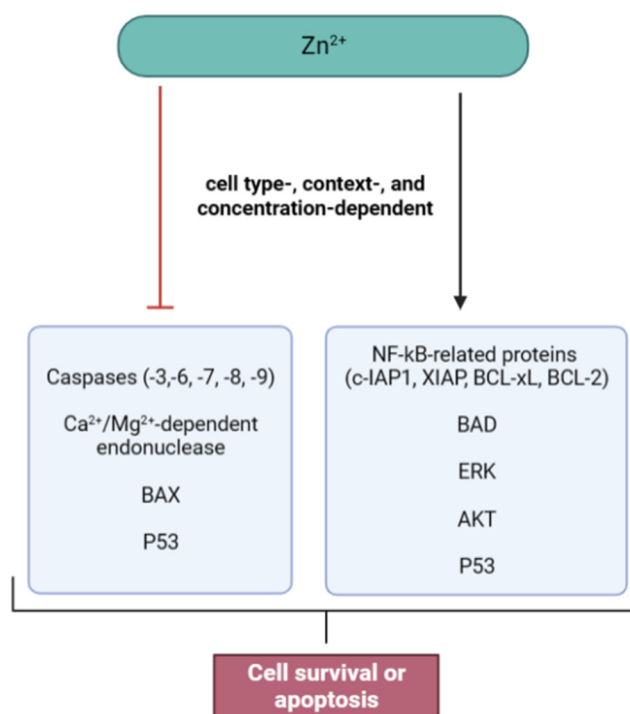 Zn²⁺
cell type-, context-, and
concentration-dependent
Caspases (-3,-6, -7, -8, -9)
Ca²⁺/Mg²⁺-dependent
endonuclease
BAX
P53
NF-kB-related proteins
(c-IAP1, XIAP, BCL-xL, BCL-2)
BAD
ERK
AKT
P53
Cell survival or
apoptosis